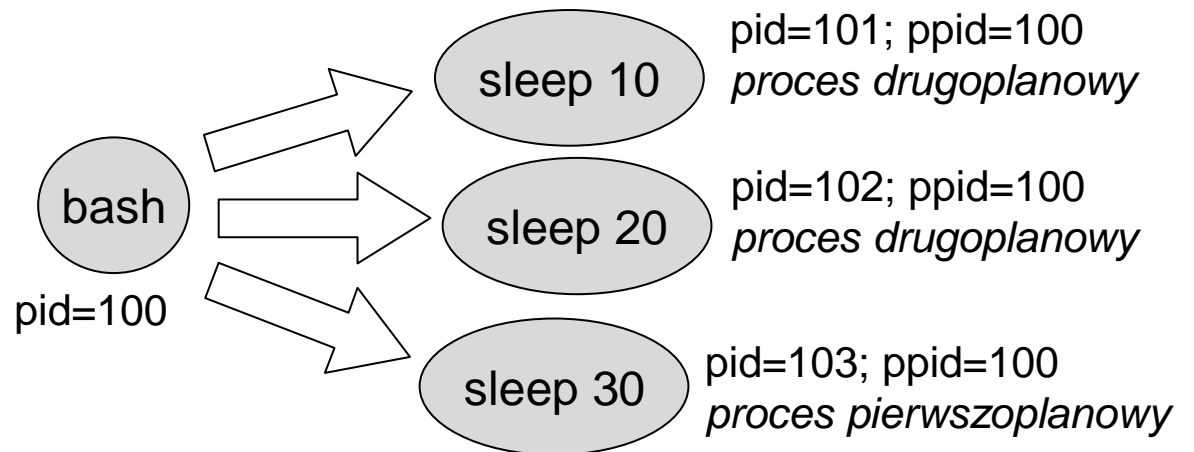 bash
pid=100
sleep 10
pid=101; ppid=100
proces drugoplanowy
sleep 20
pid=102; ppid=100
proces drugoplanowy
sleep 30
pid=103; ppid=100
proces pierwszoplanowy